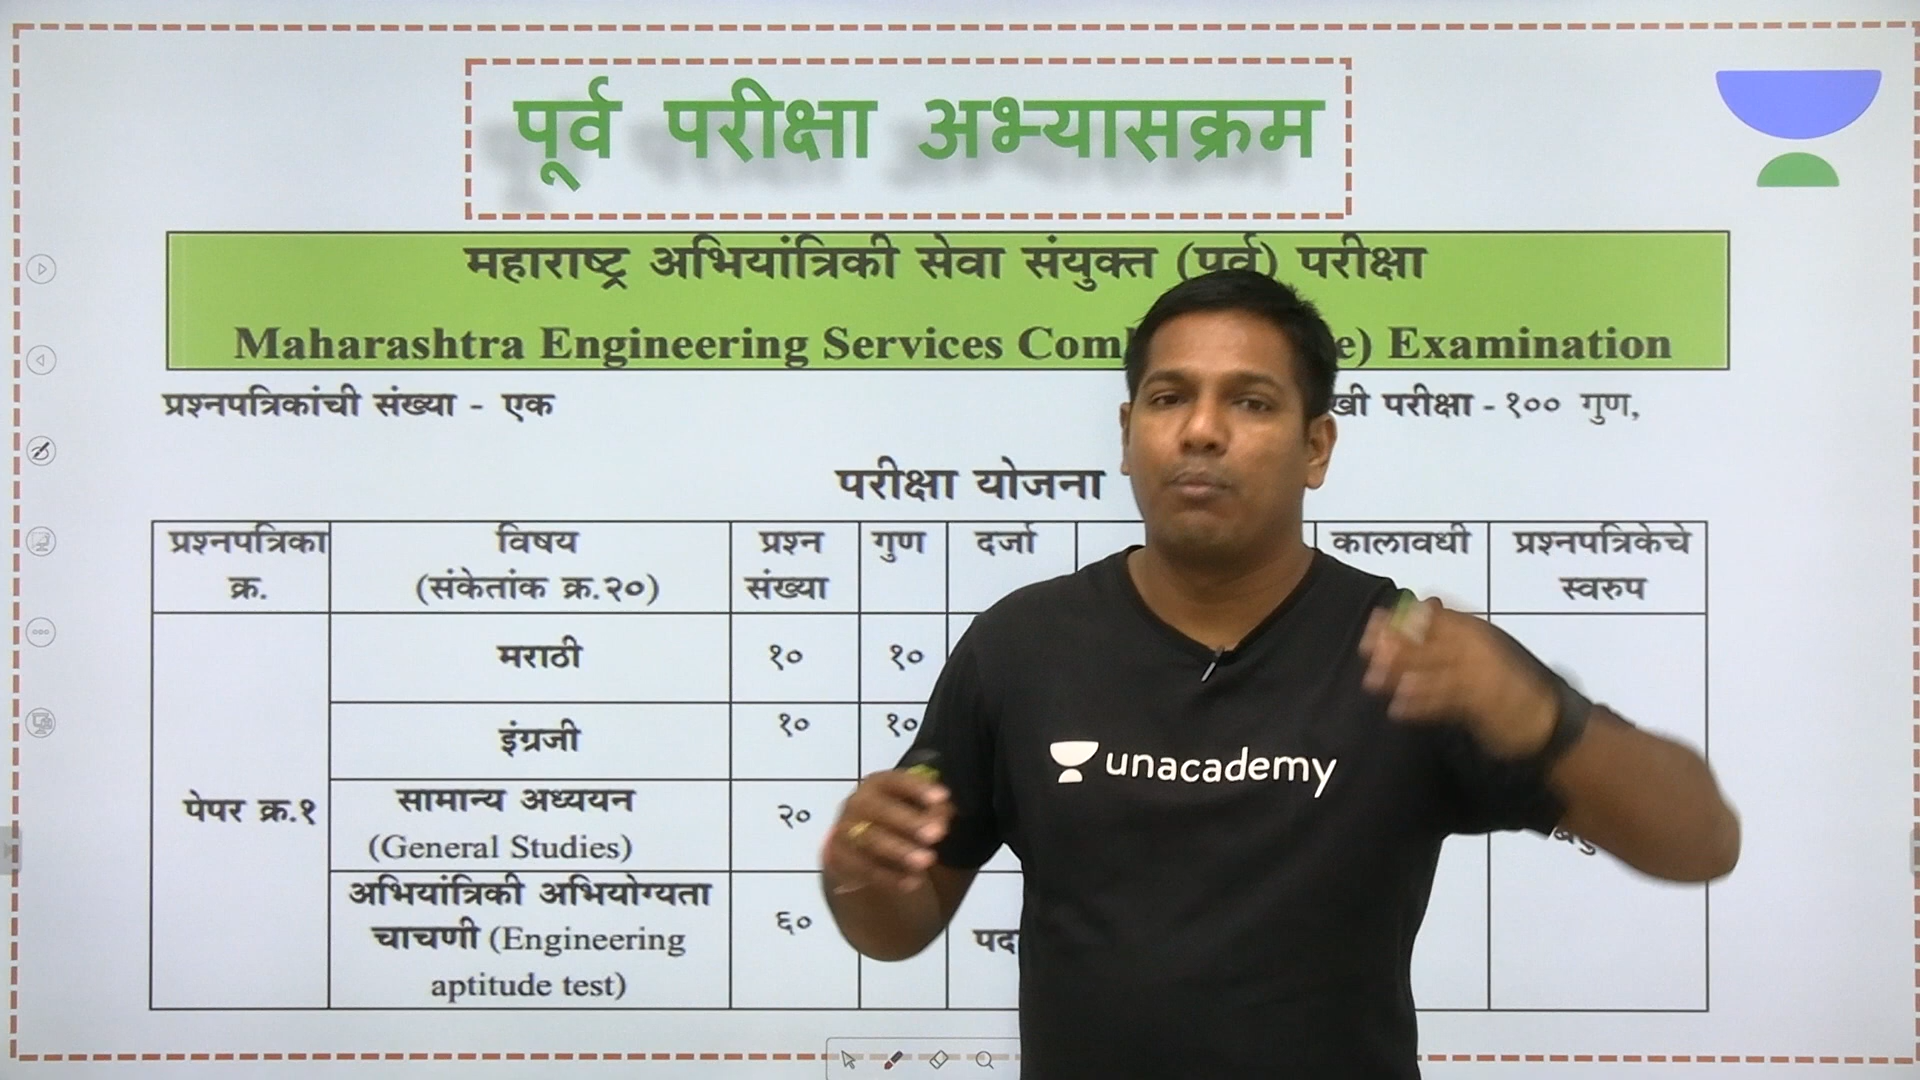 पूर्व परीक्षा अभ्यासक्रम
महाराष्ट्र अभियांत्रिकी सेवा संयुक्त (पूर्व) परीक्षा
Maharashtra Engineering Services Examination
प्रश्नपत्रिकांची संख्या - एक
परीक्षा - १०० गुण,
परीक्षा योजना
प्रश्नपत्रिका क्र.
विषय
(संकेतांक क्र.२०)
प्रश्न संख्या
गुण
दर्जा
कालावधी
प्रश्नपत्रिकेचे स्वरुप
पेपर क्र.१
मराठी
१०
१०
इंग्रजी
१०
१०
सामान्य अध्ययन
(General Studies)
२०
अभियांत्रिकी अभियोग्यता
चाचणी (Engineering
aptitude test)
६०
unacademy